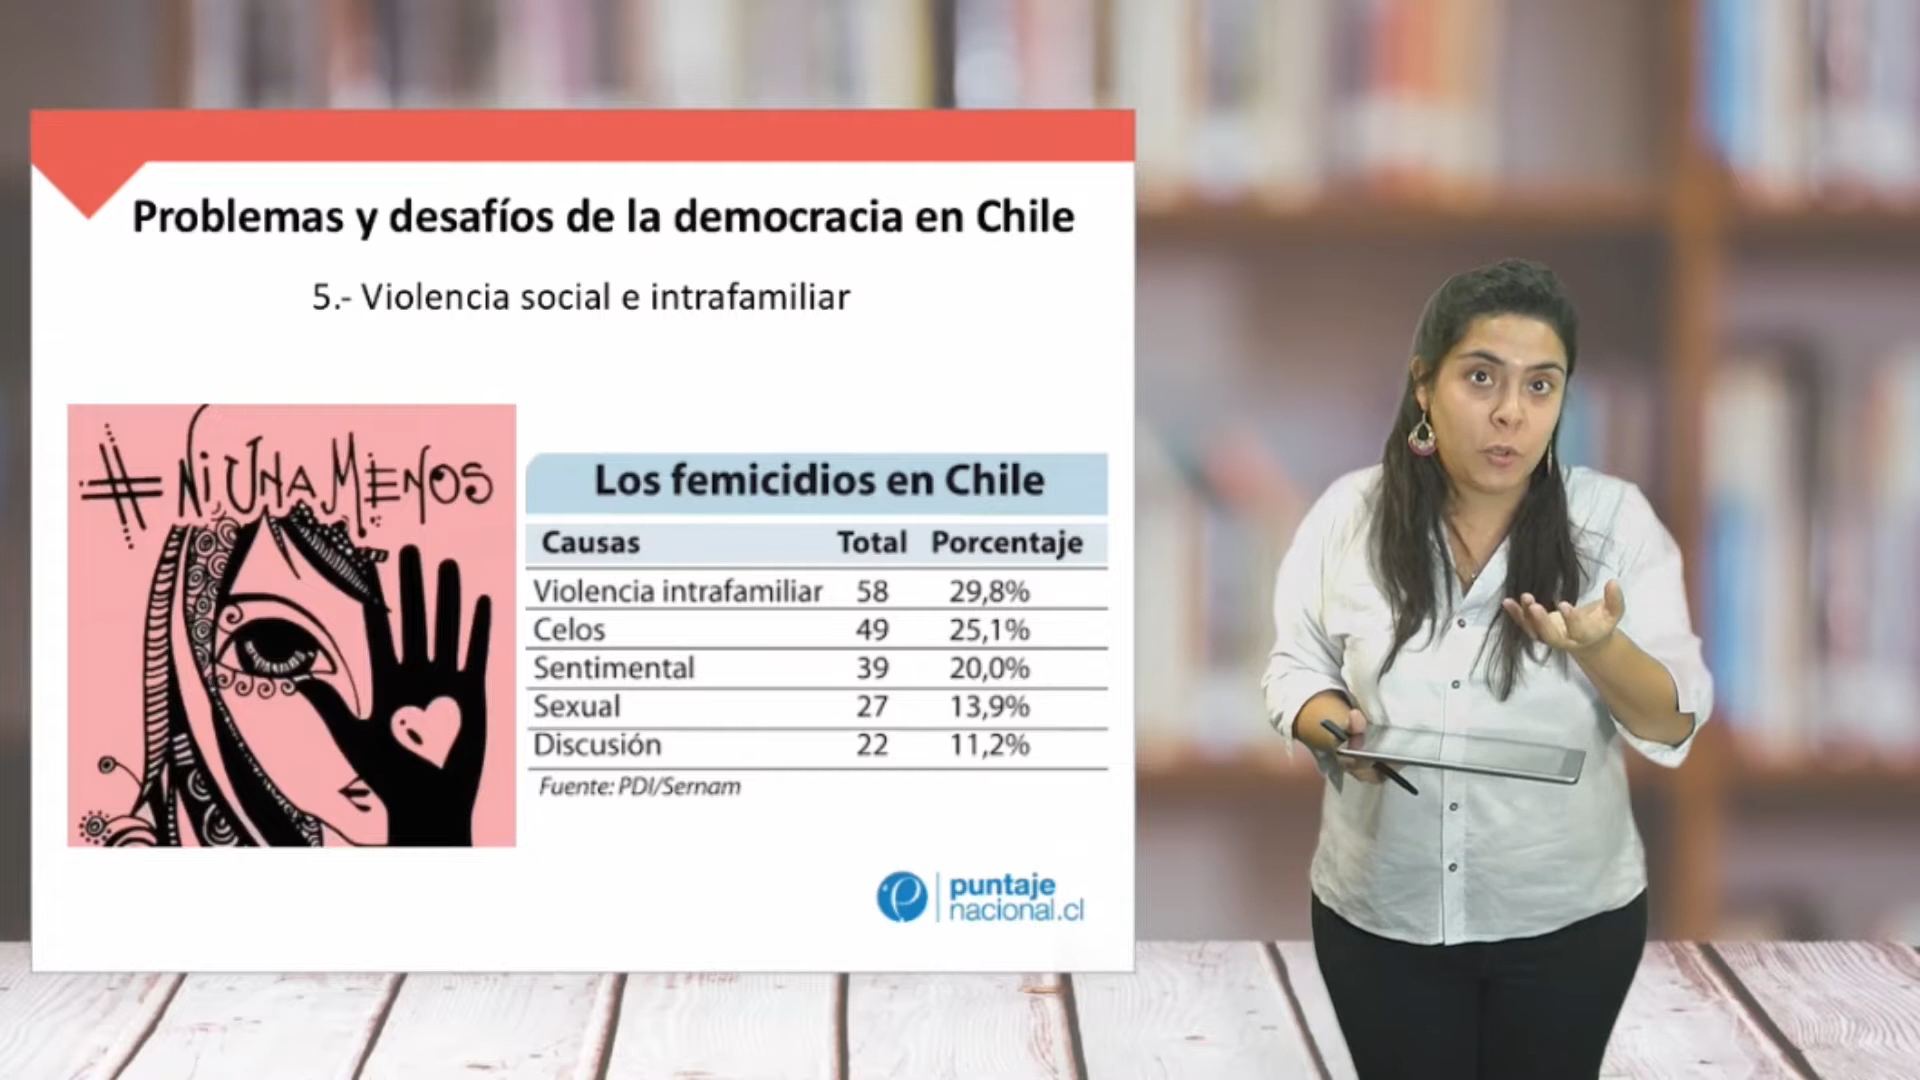 Problemas y desafíos de la democracia en Chile
5.- Violencia social e intrafamiliar
#NiUNAMENOS
Los femicidios en Chile
Causas Total Porcentaje
Violencia intrafamiliar 58 29,8%
Celos 49 25,1%
Sentimental 39 20,0%
Sexual 27 13,9%
Discusión 22 11,2%
Fuente: PDI/Sernam
puntaje
nacional.cl